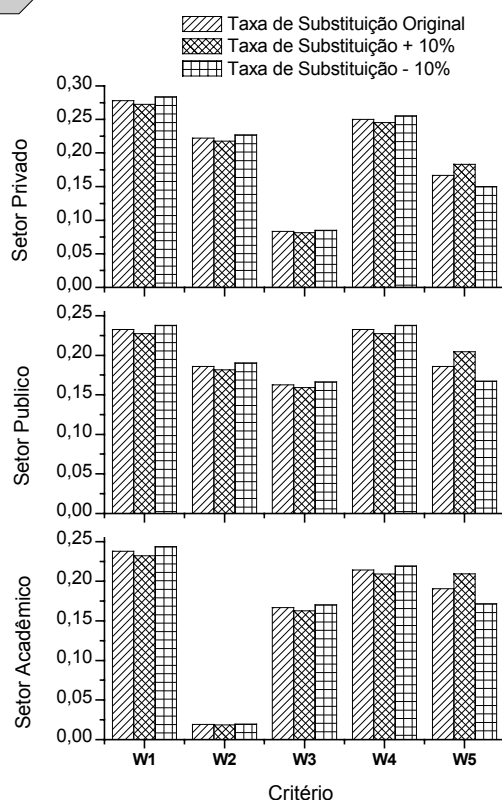 Taxa de Substituição Original
Taxa de Substituição + 10%
Taxa de Substituição - 10%
Setor Privado
0,30
0,25
0,20
0,15
0,10
0,05
0,00
Setor Publico
0,25
0,20
0,15
0,10
0,05
0,00
Setor Acadêmico
0,25
0,20
0,15
0,10
0,05
0,00
W1 W2 W3 W4 W5
Critério